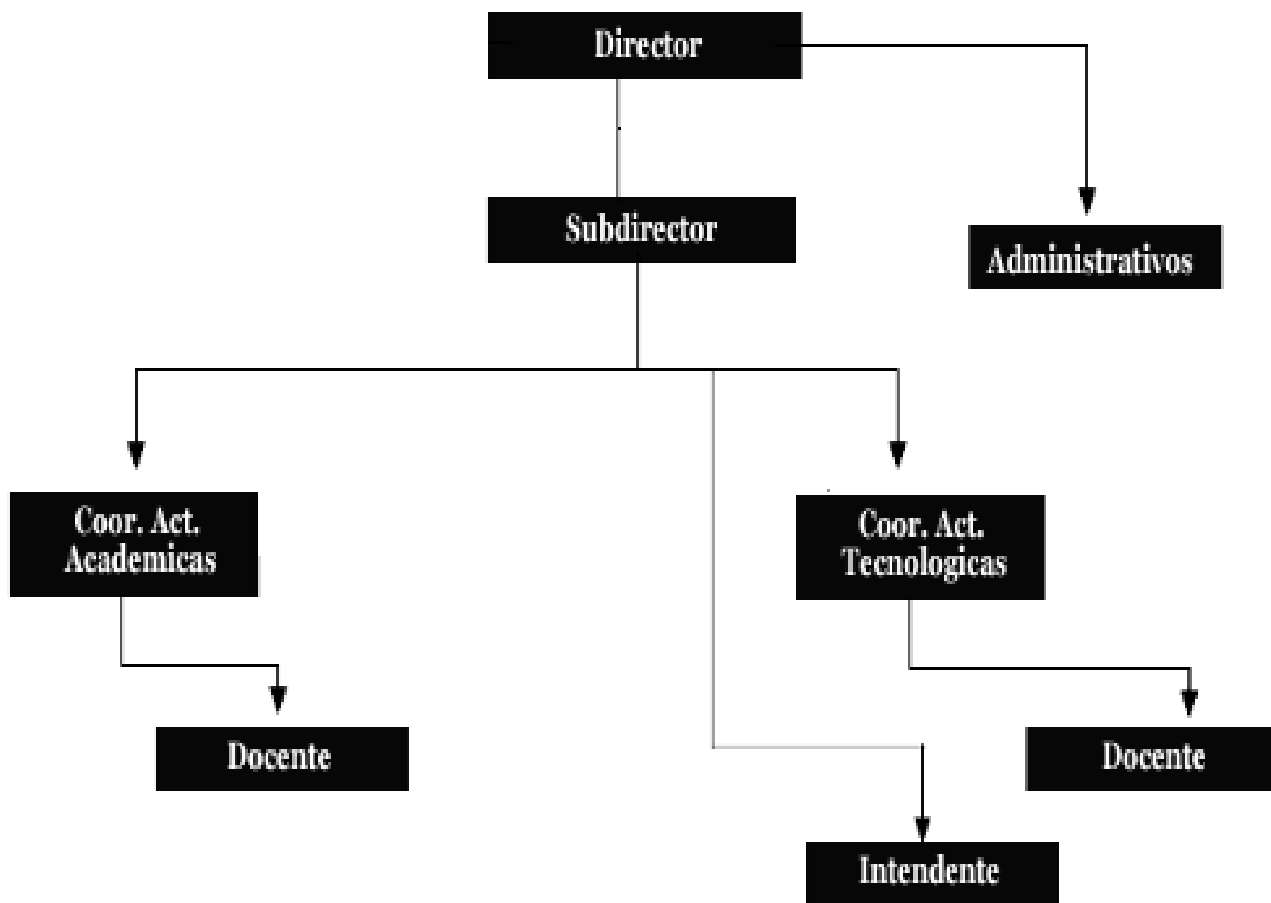 Director
Subdirector
Administrativos
Coor. Act.
Academicas
Coor. Act.
Tecnologicas
Docente
Docente
Intendente